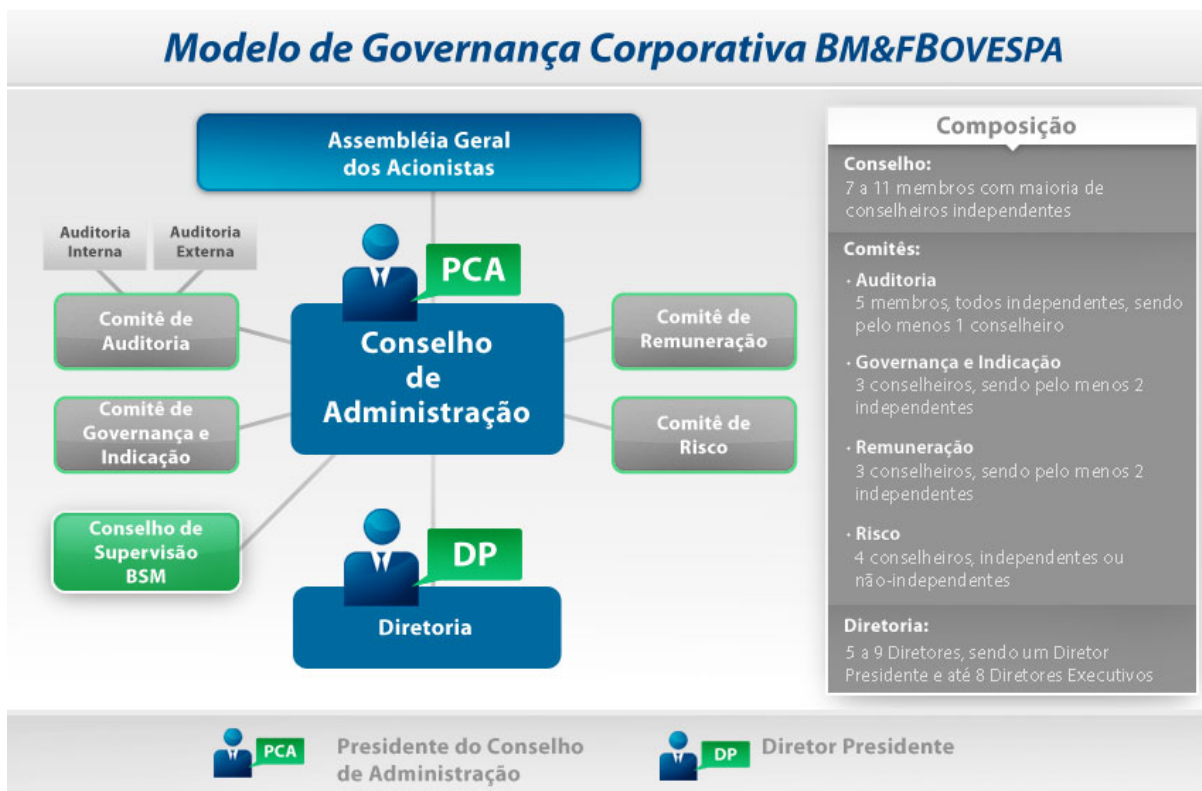 Modelo de Governança Corporativa BM&FBOVESPA
Assembléia Geral
dos Acionistas
Auditoria
Interna
Auditoria
Externa
PCA
Comitê de
Auditoria
Conselho
de
Administração
Comitê de
Remuneração
Comitê de
Governança e
Indicação
Comitê de
Risco
Conselho de
Supervisão
BSM
DP
Diretoria
Composição
Conselho:
7 a 11 membros com maioria de
conselheiros independentes
Comitês:
· Auditoria
5 membros, todos independentes, sendo
pelo menos 1 conselheiro
· Governança e Indicação
3 conselheiros, sendo pelo menos 2
independentes
· Remuneração
3 conselheiros, sendo pelo menos 2
independentes
· Risco
4 conselheiros, independentes ou
não-independentes
Diretoria:
5 a 9 Diretores, sendo um Diretor
Presidente e até 8 Diretores Executivos
PCA
Presidente do Conselho
de Administração
DP
Diretor Presidente